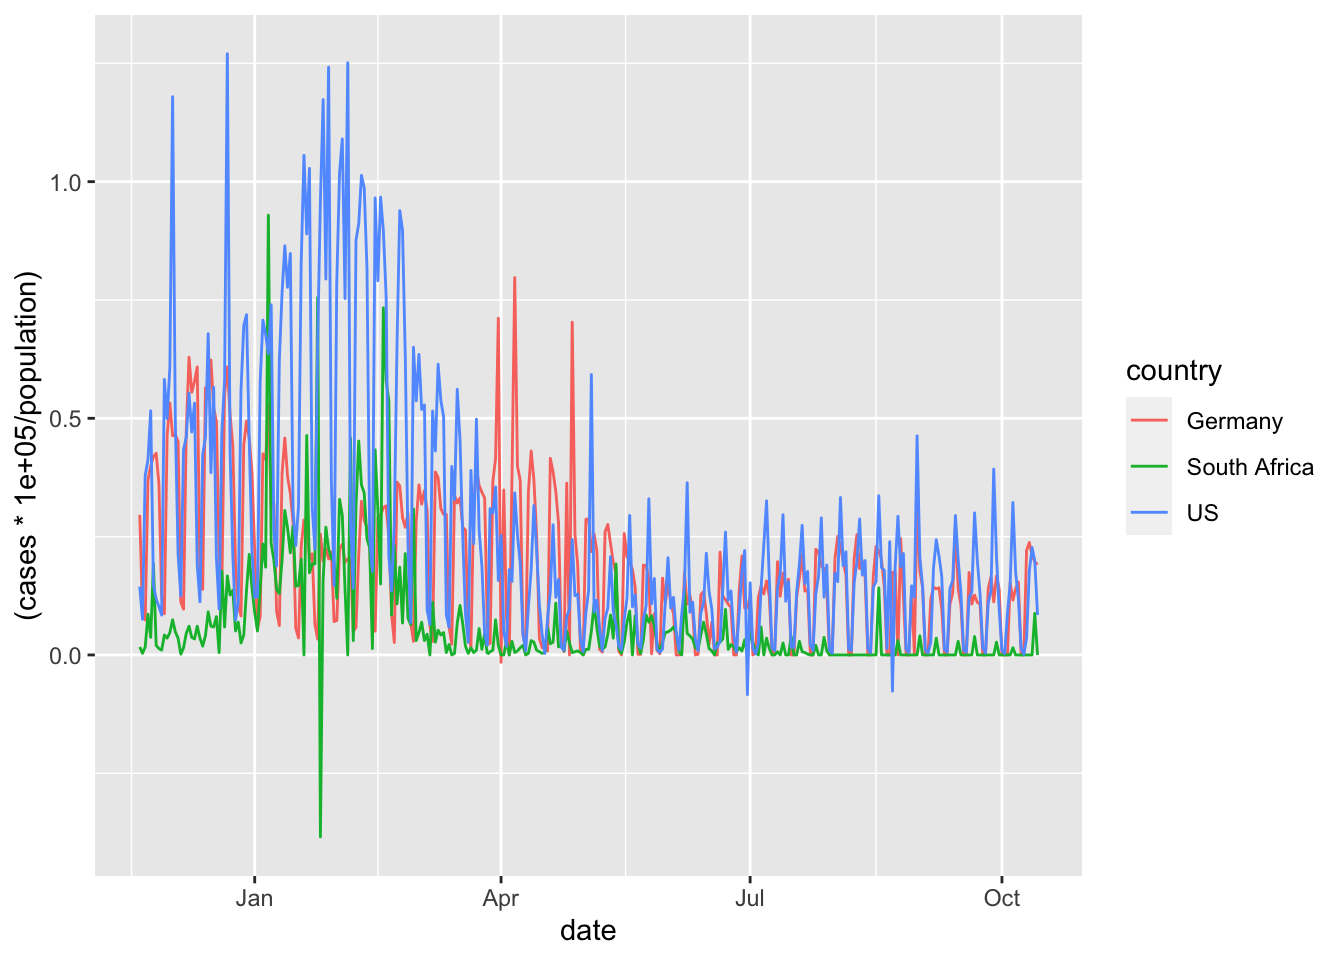 (cases * 1e+05/population)
1.0
0.5
0.0
Jan Apr Jul Oct
date
country
Germany
South Africa
US